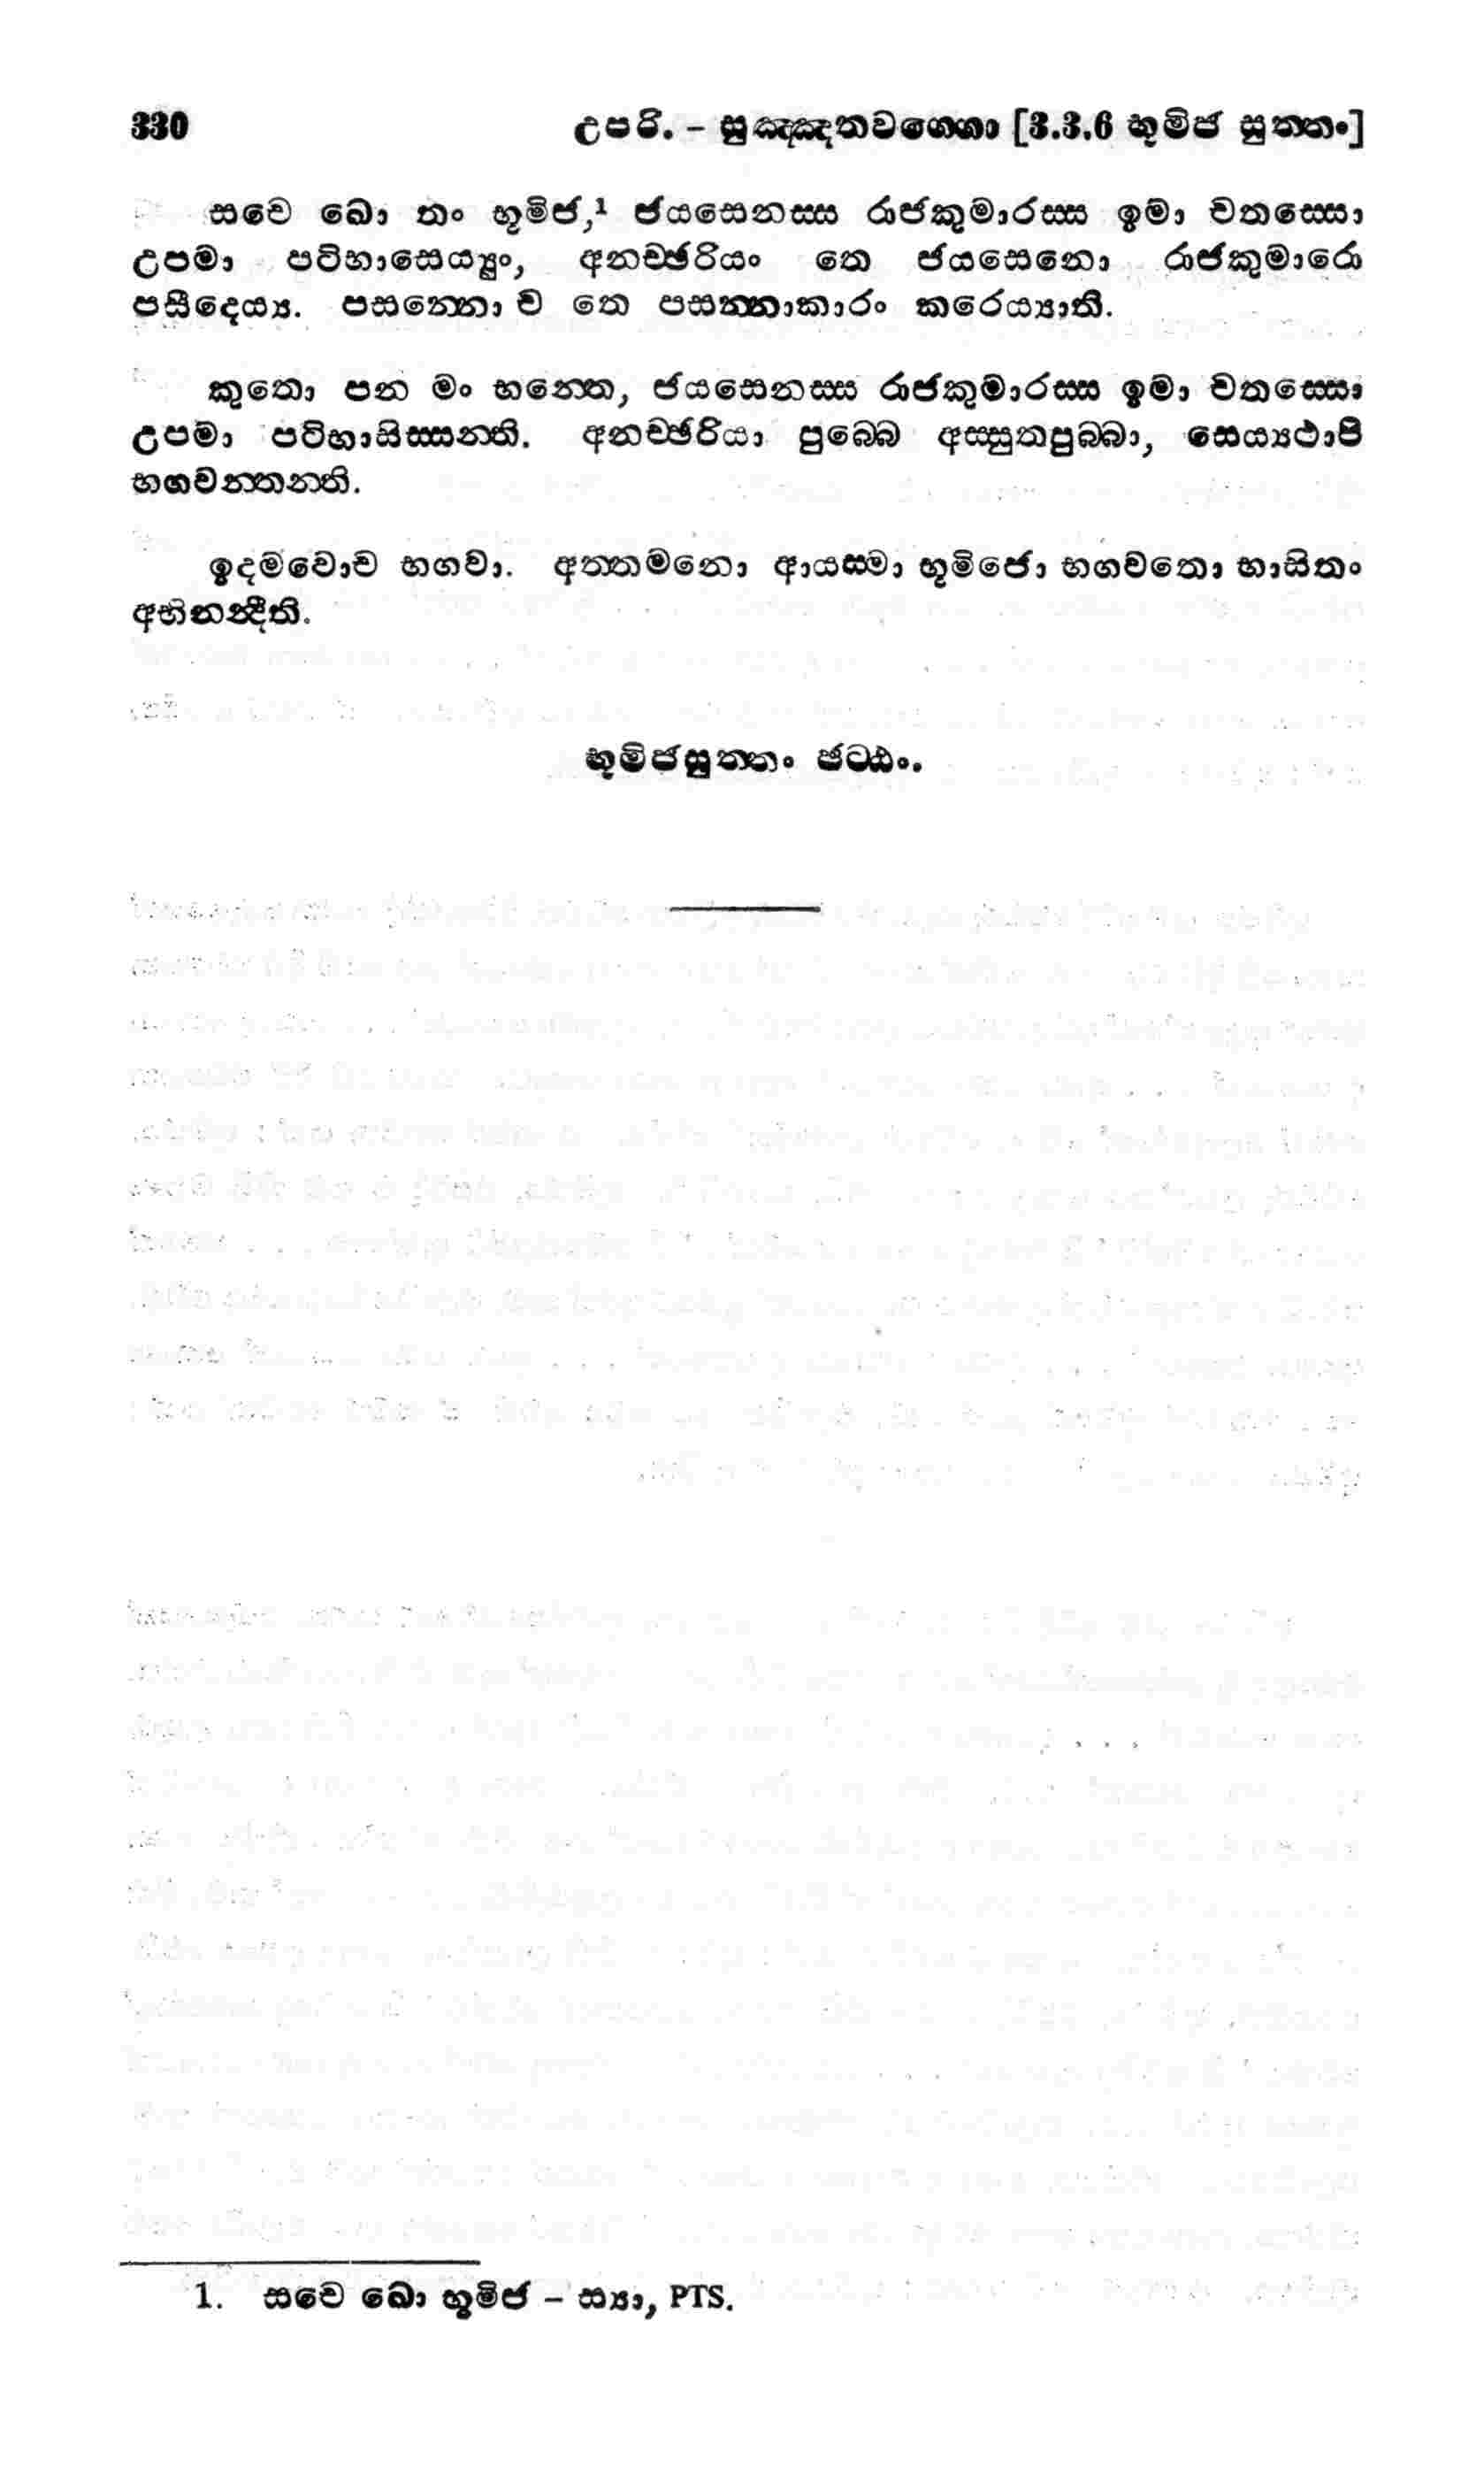 330 උපරි. – සුඤ්ඤතවග්ගො [3.3.6 භූමිජ සුත්තං]
සචෙ ඛො තං භූමිජ,¹ ජයසෙනස්ස රාජකුමාරස්ස ඉමා චතස්සො
උපමා පටිභාසෙය්‍යුං, අනච්ඡරියං තෙ ජයසෙනො රාජකුමාරො
පසීදෙය්‍ය. පසන්නො ච තෙ පසන්නාකාරං කරෙය්‍යාති.
කුතො පන මං භන්තෙ, ජයසෙනස්ස රාජකුමාරස්ස ඉමා චතස්සො
උපමා පටිභාසිස්සන්ති. අනච්ඡරියා පුබ්බෙ අස්සුතපුබ්බා, සෙය්‍යථාපි
භගවන්තන්ති.
ඉදමවොච භගවා. අත්තමනො ආයස්මා භූමිජො භගවතො භාසිතං
අභිනන්දීති.
භූමිජසුත්තං ඡට්ඨං.
1. සචෙ ඛො භූමිජ – ස්‍යා, PTS.